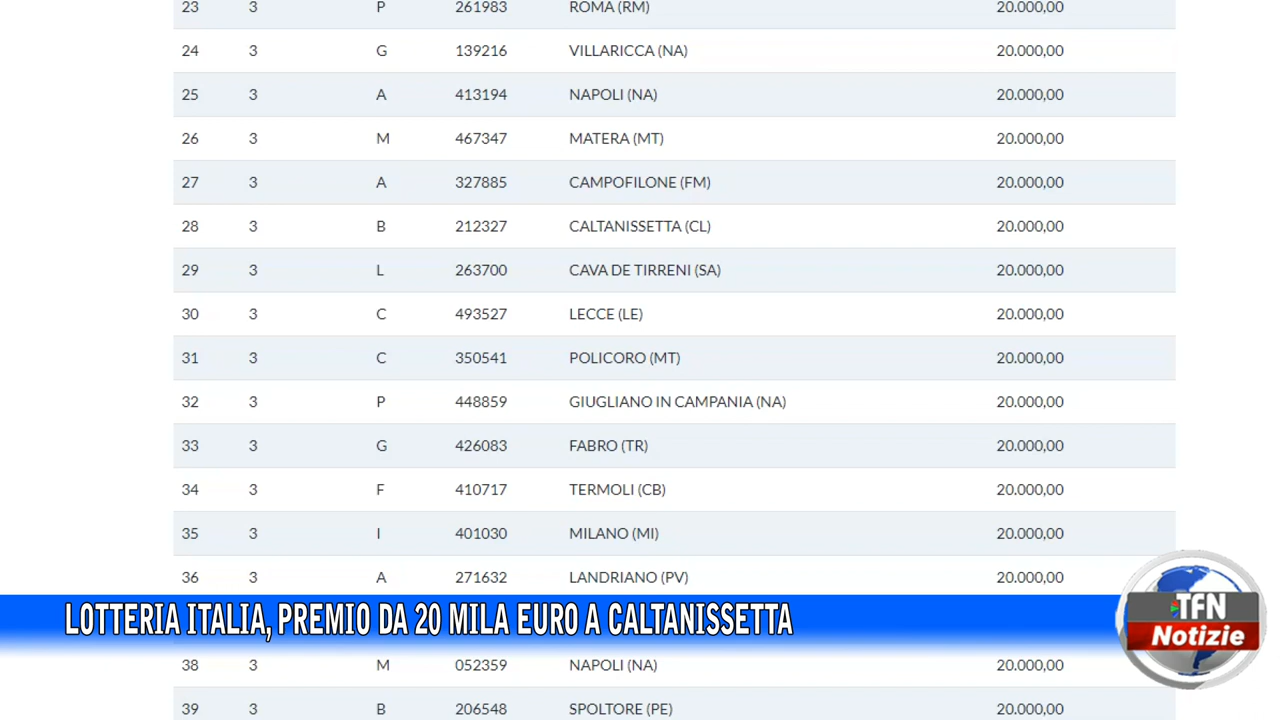 23 3 P 261983 ROMA (RM) 20.000,00
24 3 G 139216 VILLARICCA (NA) 20.000,00
25 3 A 413194 NAPOLI (NA) 20.000,00
26 3 M 467347 MATERA (MT) 20.000,00
27 3 A 327885 CAMPOFILONE (FM) 20.000,00
28 3 B 212327 CALTANISSETTA (CL) 20.000,00
29 3 L 263700 CAVA DE TIRRENI (SA) 20.000,00
30 3 C 493527 LECCE (LE) 20.000,00
31 3 C 350541 POLICORO (MT) 20.000,00
32 3 P 448859 GIUGLIANO IN CAMPANIA (NA) 20.000,00
33 3 G 426083 FABRO (TR) 20.000,00
34 3 F 410717 TERMOLI (CB) 20.000,00
35 3 I 401030 MILANO (MI) 20.000,00
36 3 A 271632 LANDRIANO (PV) 20.000,00
LOTTERIA ITALIA, PREMIO DA 20 MILA EURO A CALTANISSETTA
TFN
Notizie
38 3 M 052359 NAPOLI (NA) 20.000,00
39 3 B 206548 SPOLTORE (PE) 20.000,00